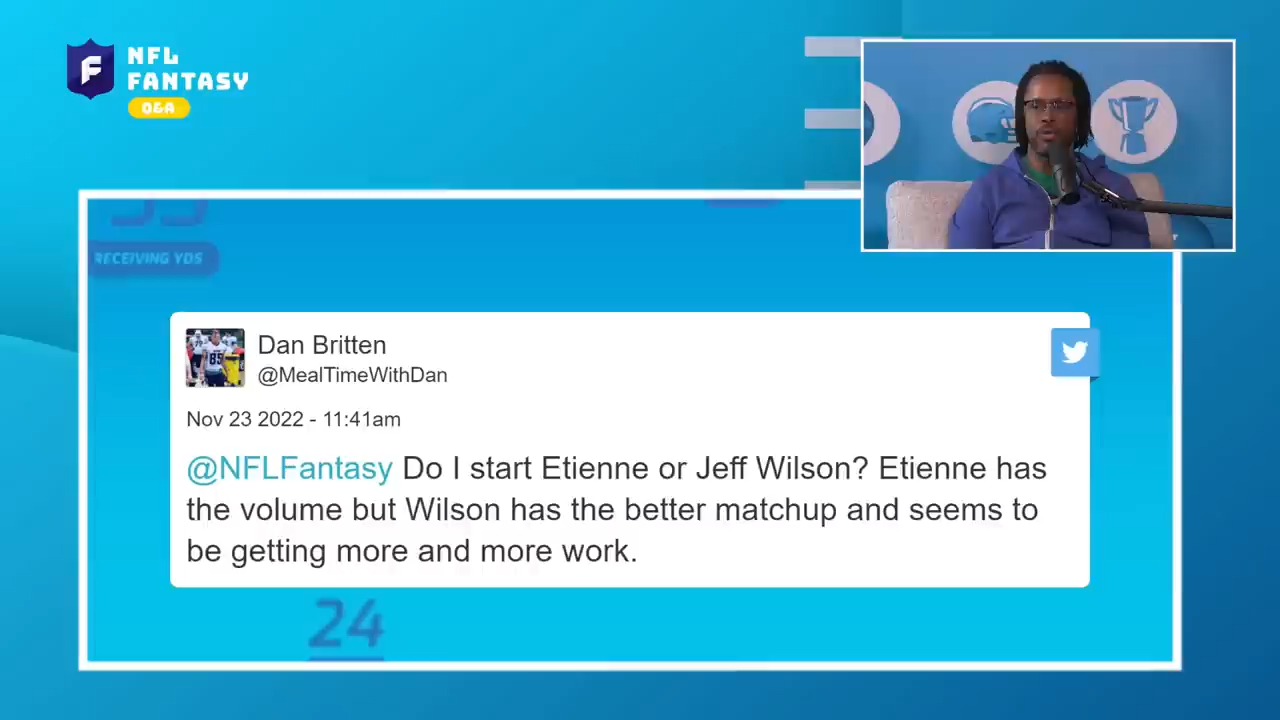 NFL
FANTASY
Q&A
RECEIVING YDS
Dan Britten
@MealTimeWithDan
Nov 23 2022 - 11:41am
@NFLFantasy Do I start Etienne or Jeff Wilson? Etienne has
the volume but Wilson has the better matchup and seems to
be getting more and more work.
24